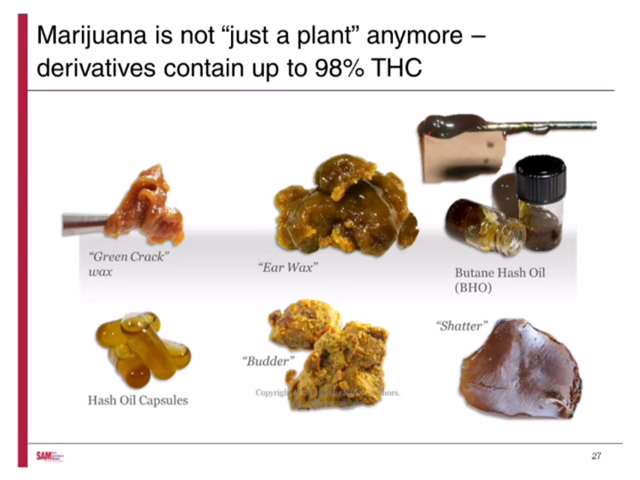 Marijuana is not “just a plant” anymore –
derivatives contain up to 98% THC
“Green Crack”
wax
“Ear Wax”
Butane Hash Oil
(BHO)
Hash Oil Capsules
“Budder”
“Shatter”
SAM
27